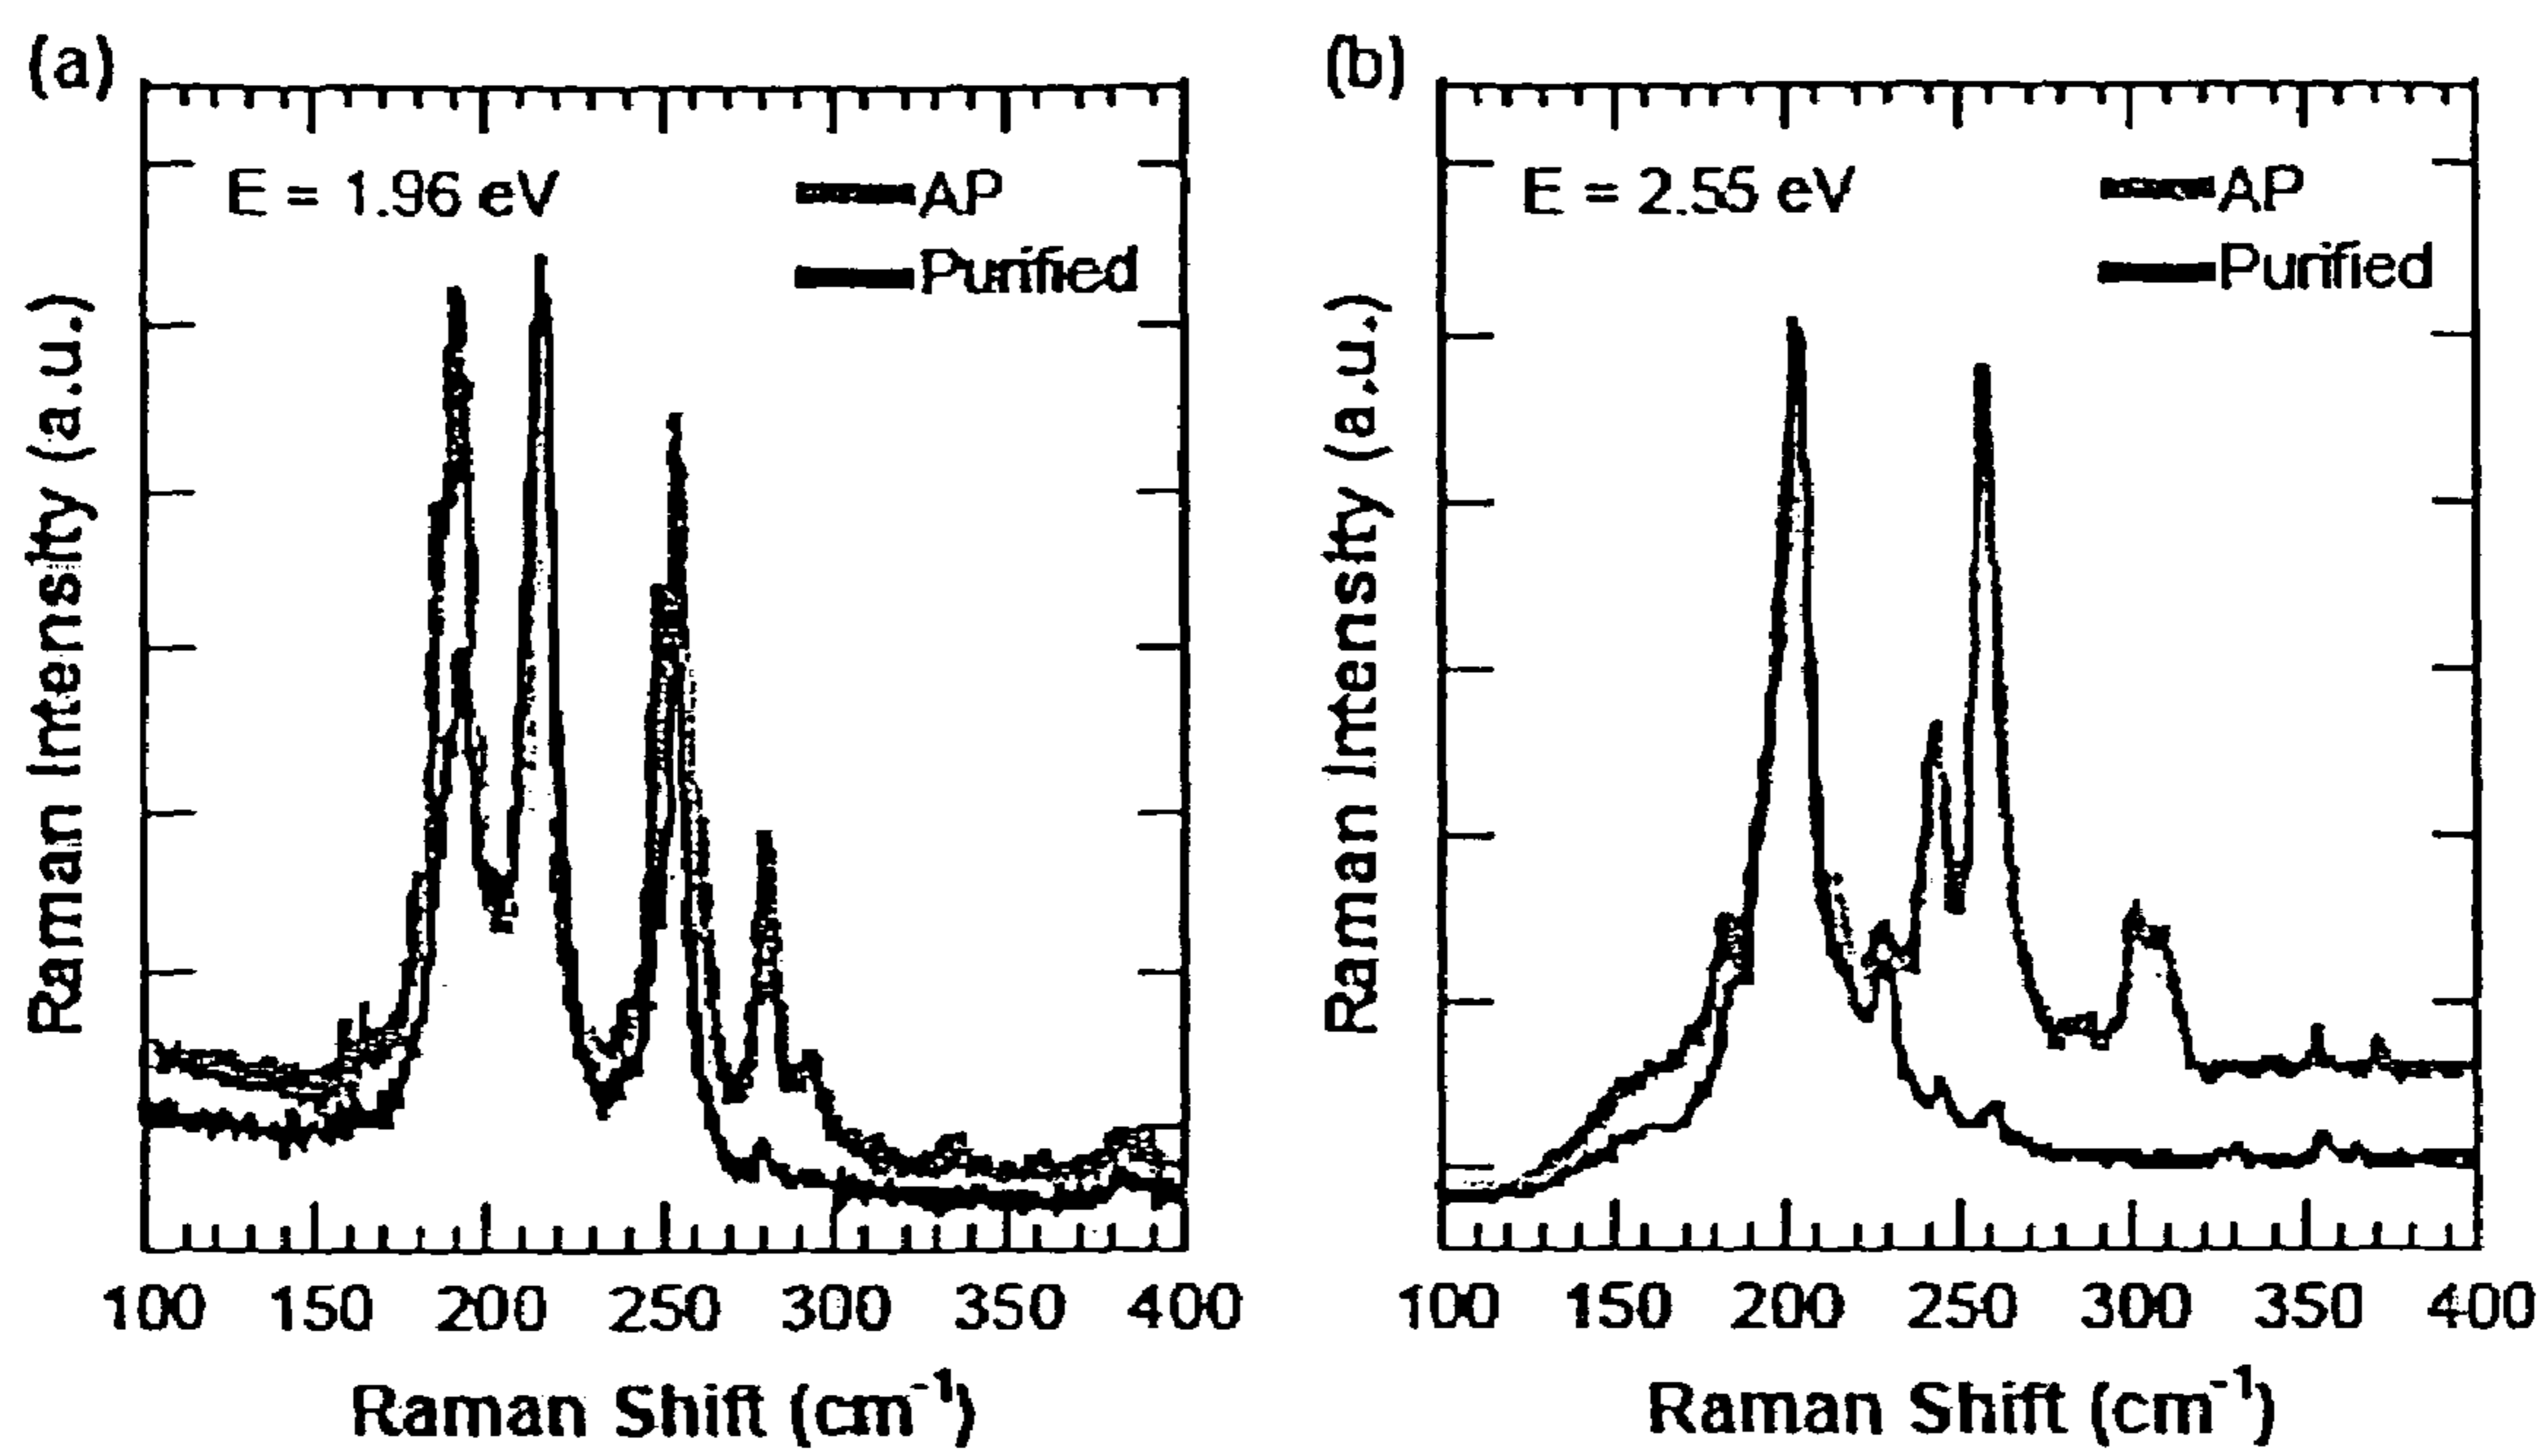 (a)
E = 1.96 eV
AP
Purified
Raman Intensity (a.u.)
100 150 200 250 300 350 400
Raman Shift (cm⁻¹)
(b)
E = 2.55 eV
AP
Purified
Raman Intensity (a.u.)
100 150 200 250 300 350 400
Raman Shift (cm⁻¹)